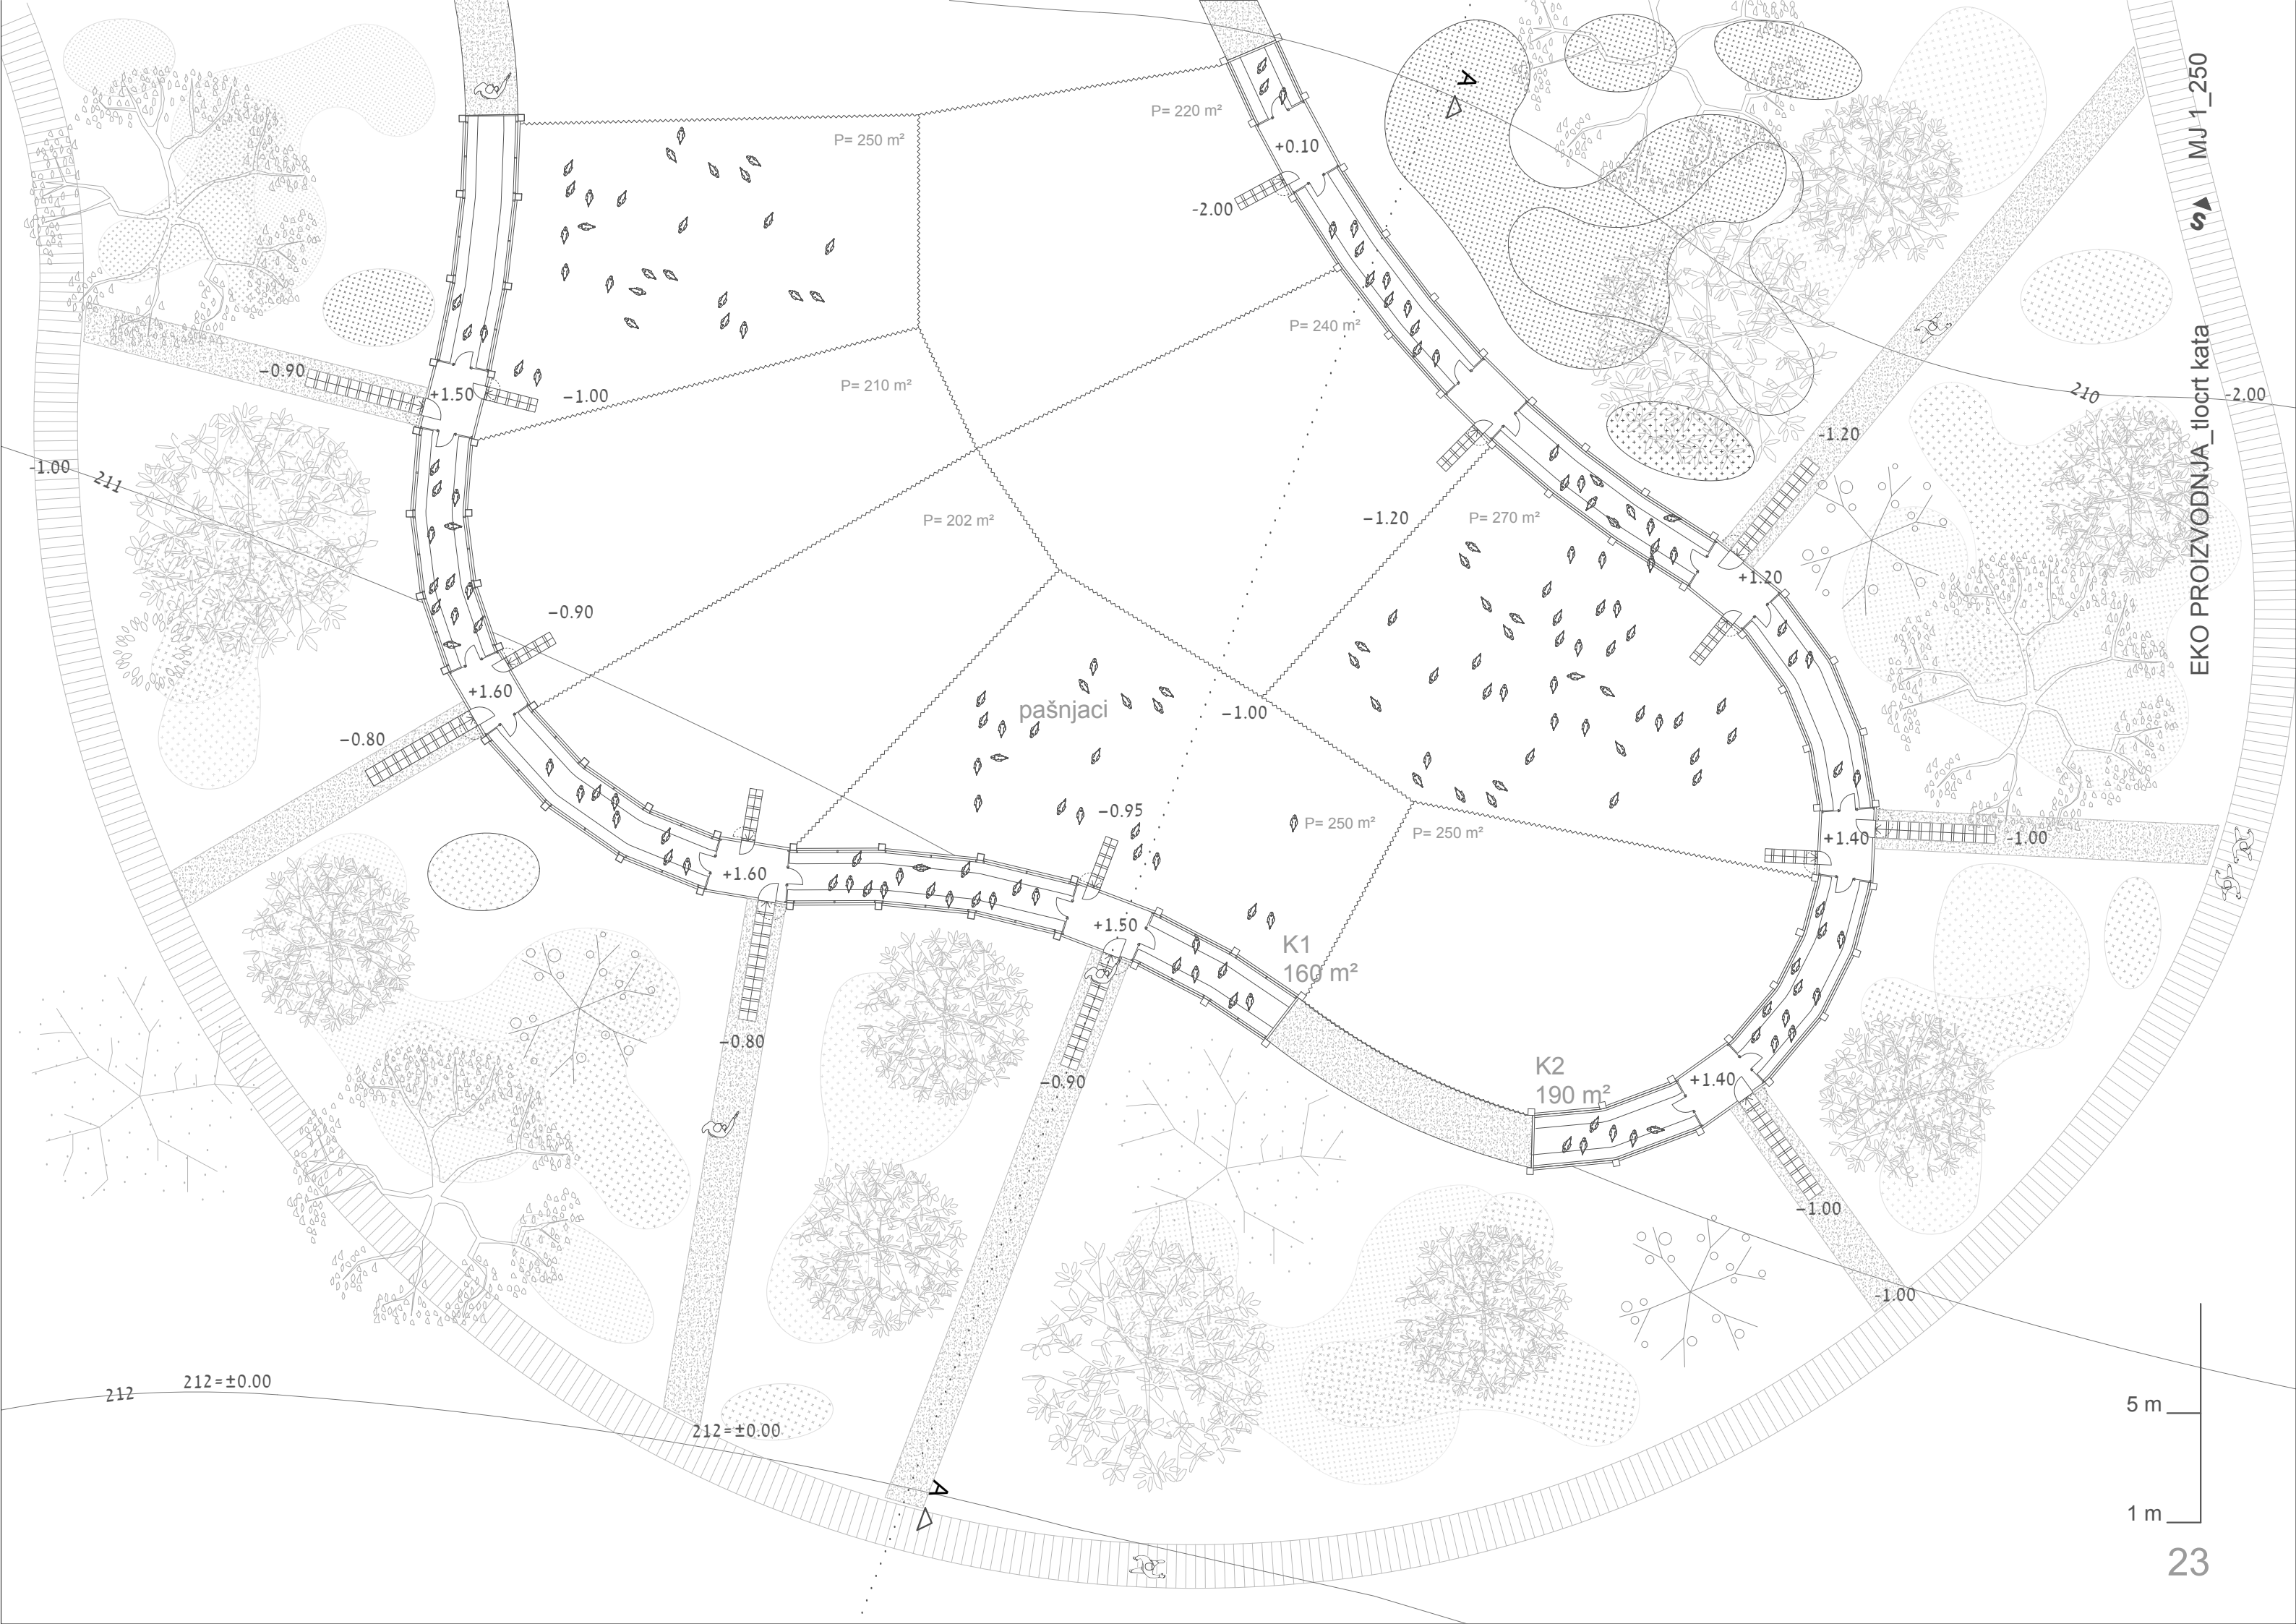 P= 250 m²
P= 220 m²
+0.10
-2.00
P= 240 m²
P= 210 m²
−0.90
+1.50
−1.00
-1.00
211
−1.20
210
-2.00
P= 202 m²
−1.20
P= 270 m²
+1.20
−0.90
+1.60
−0.80
pašnjaci
−1.00
−0.95
P= 250 m²
P= 250 m²
+1.40
-1.00
+1.60
+1.50
K1
160 m²
−0.80
−0.90
K2
190 m²
+1.40
−1.00
-1.00
212
212=±0.00
212=±0.00
A
A
MJ 1_250
S
EKO PROIZVODNJA_tlocrt kata
5 m
1 m
23